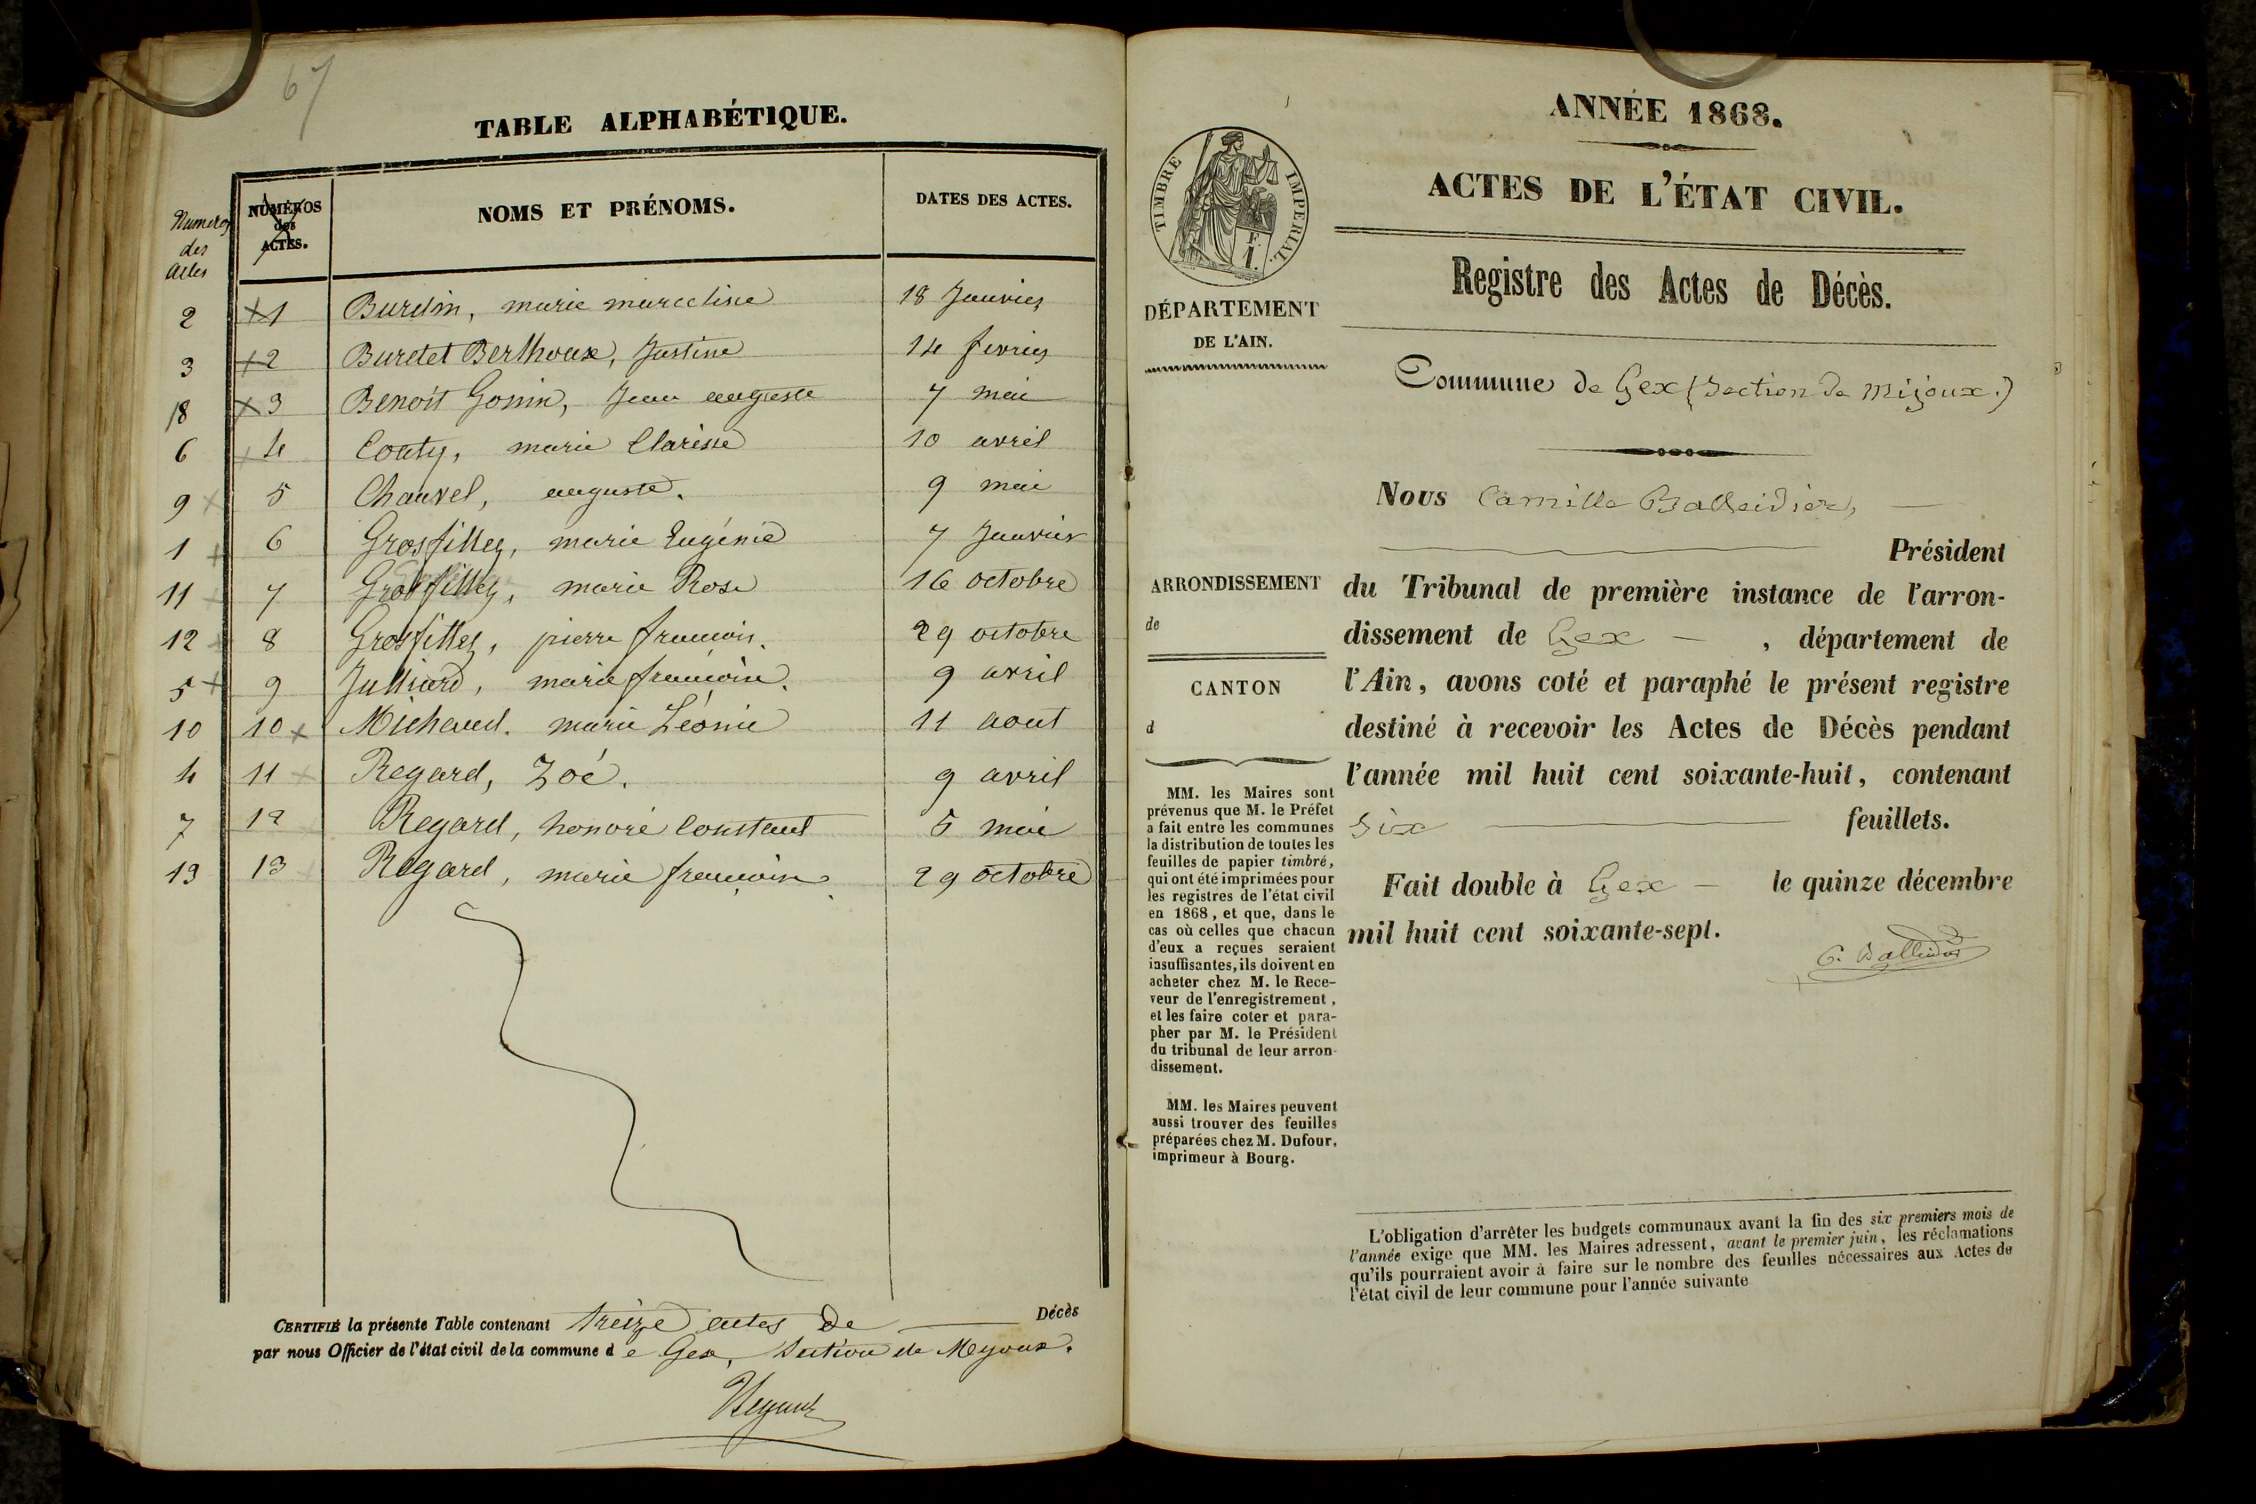 67
TABLE ALPHABÉTIQUE.
Numeros des Actes
NUMÉROS des ACTES.
NOMS ET PRÉNOMS.
DATES DES ACTES.
2 1 Burdin, marie marceline 18 Janvier
3 2 Burdet Berthoux, Justine 14 fevrier
8 3 Benoit Gonin, Jean auguste 7 mai
6 4 Couty, marie Clarisse 10 avril
9 5 Chauvel, auguste. 9 mai
1 6 Grosfilley, marie Eugénie 7 Janvier
11 7 Grosfilley, marie Rose 16 octobre
12 8 Grosfilley, pierre francois. 29 octobre
5 9 Julliard, marie francoise. 9 avril
10 10 Michaud. marie Léonie 11 aout
4 11 Regard, Zoé. 9 avril
7 12 Regard, honoré Constant 5 mai
13 13 Regard, marie françoise. 29 octobre
CERTIFIÉ la présente Table contenant treize actes de Décès
par nous Officier de l'état civil de la commune de Gex, Section de Mijoux.
ANNÉE 1868.
ACTES DE L'ÉTAT CIVIL.
TIMBRE IMPERIAL.
F. 1.
Registre des Actes de Décès.
DÉPARTEMENT
DE L'AIN.
Commune de Gex (Section de Mijoux.)
Nous Camille Balleidier,
Président
ARRONDISSEMENT
de
CANTON
d
du Tribunal de première instance de l'arron-
dissement de Gex, département de
l'Ain, avons coté et paraphé le présent registre
destiné à recevoir les Actes de Décès pendant
l'année mil huit cent soixante-huit, contenant
Six feuillets.
Fait double à Gex le quinze décembre
mil huit cent soixante-sept.
C. Balleidier
MM. les Maires sont
prévenus que M. le Préfet
a fait entre les communes
la distribution de toutes les
feuilles de papier timbré,
qui ont été imprimées pour
les registres de l'état civil
en 1868, et que, dans le
cas où celles que chacun
d'eux a reçues seraient
insuffisantes, ils doivent en
acheter chez M. le Rece-
veur de l'enregistrement,
et les faire coter et para-
pher par M. le Président
du tribunal de leur arron-
dissement.
MM. les Maires peuvent
aussi trouver des feuilles
préparées chez M. Dufour,
imprimeur à Bourg.
L'obligation d'arrêter les budgets communaux avant la fin des six premiers mois de
l'année exige que MM. les Maires adressent, avant le premier juin, les réclamations
qu'ils pourraient avoir à faire sur le nombre des feuilles nécessaires aux Actes de
l'état civil de leur commune pour l'année suivante